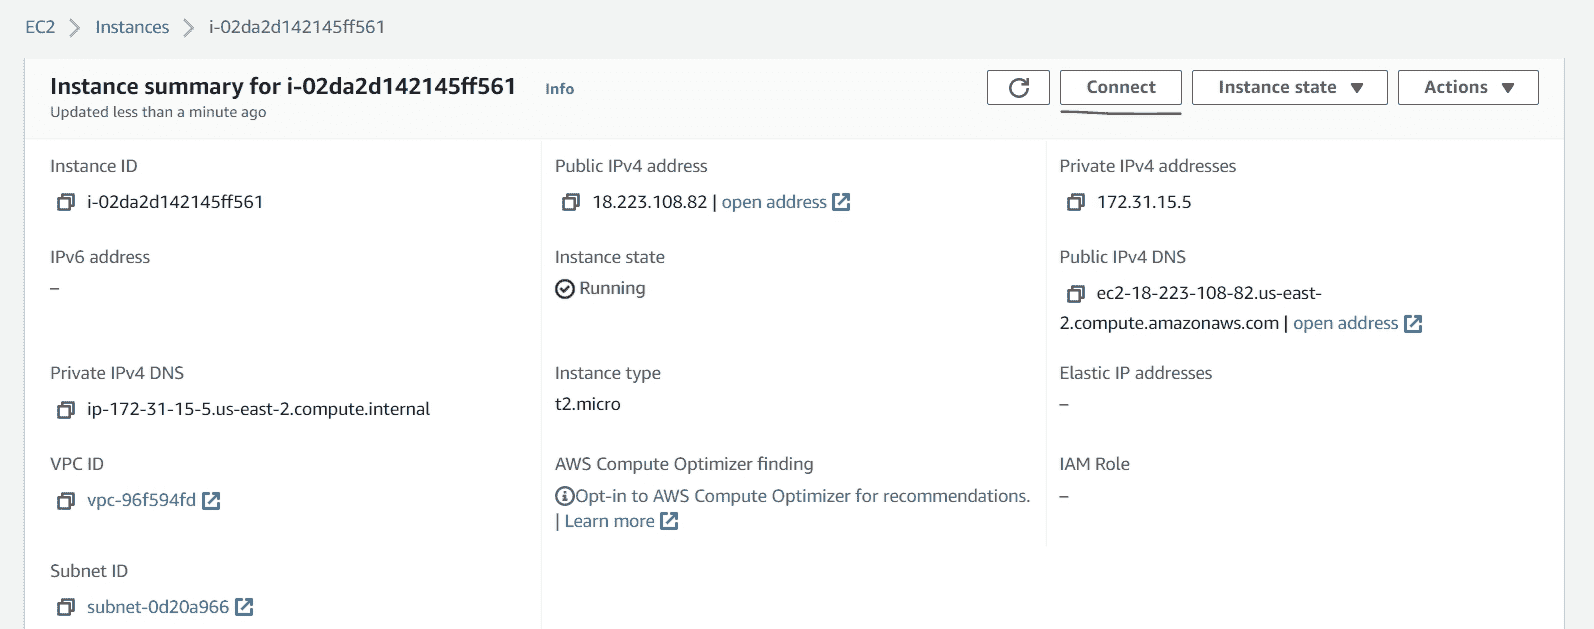 EC2 > Instances > i-02da2d142145ff561
Instance summary for i-02da2d142145ff561 Info
Updated less than a minute ago
Connect
Instance state
Actions
Instance ID
i-02da2d142145ff561
Public IPv4 address
18.223.108.82 | open address
Private IPv4 addresses
172.31.15.5
IPv6 address
–
Instance state
Running
Public IPv4 DNS
ec2-18-223-108-82.us-east-
2.compute.amazonaws.com | open address
Private IPv4 DNS
ip-172-31-15-5.us-east-2.compute.internal
Instance type
t2.micro
Elastic IP addresses
–
VPC ID
vpc-96f594fd
AWS Compute Optimizer finding
Opt-in to AWS Compute Optimizer for recommendations.
| Learn more
IAM Role
–
Subnet ID
subnet-0d20a966